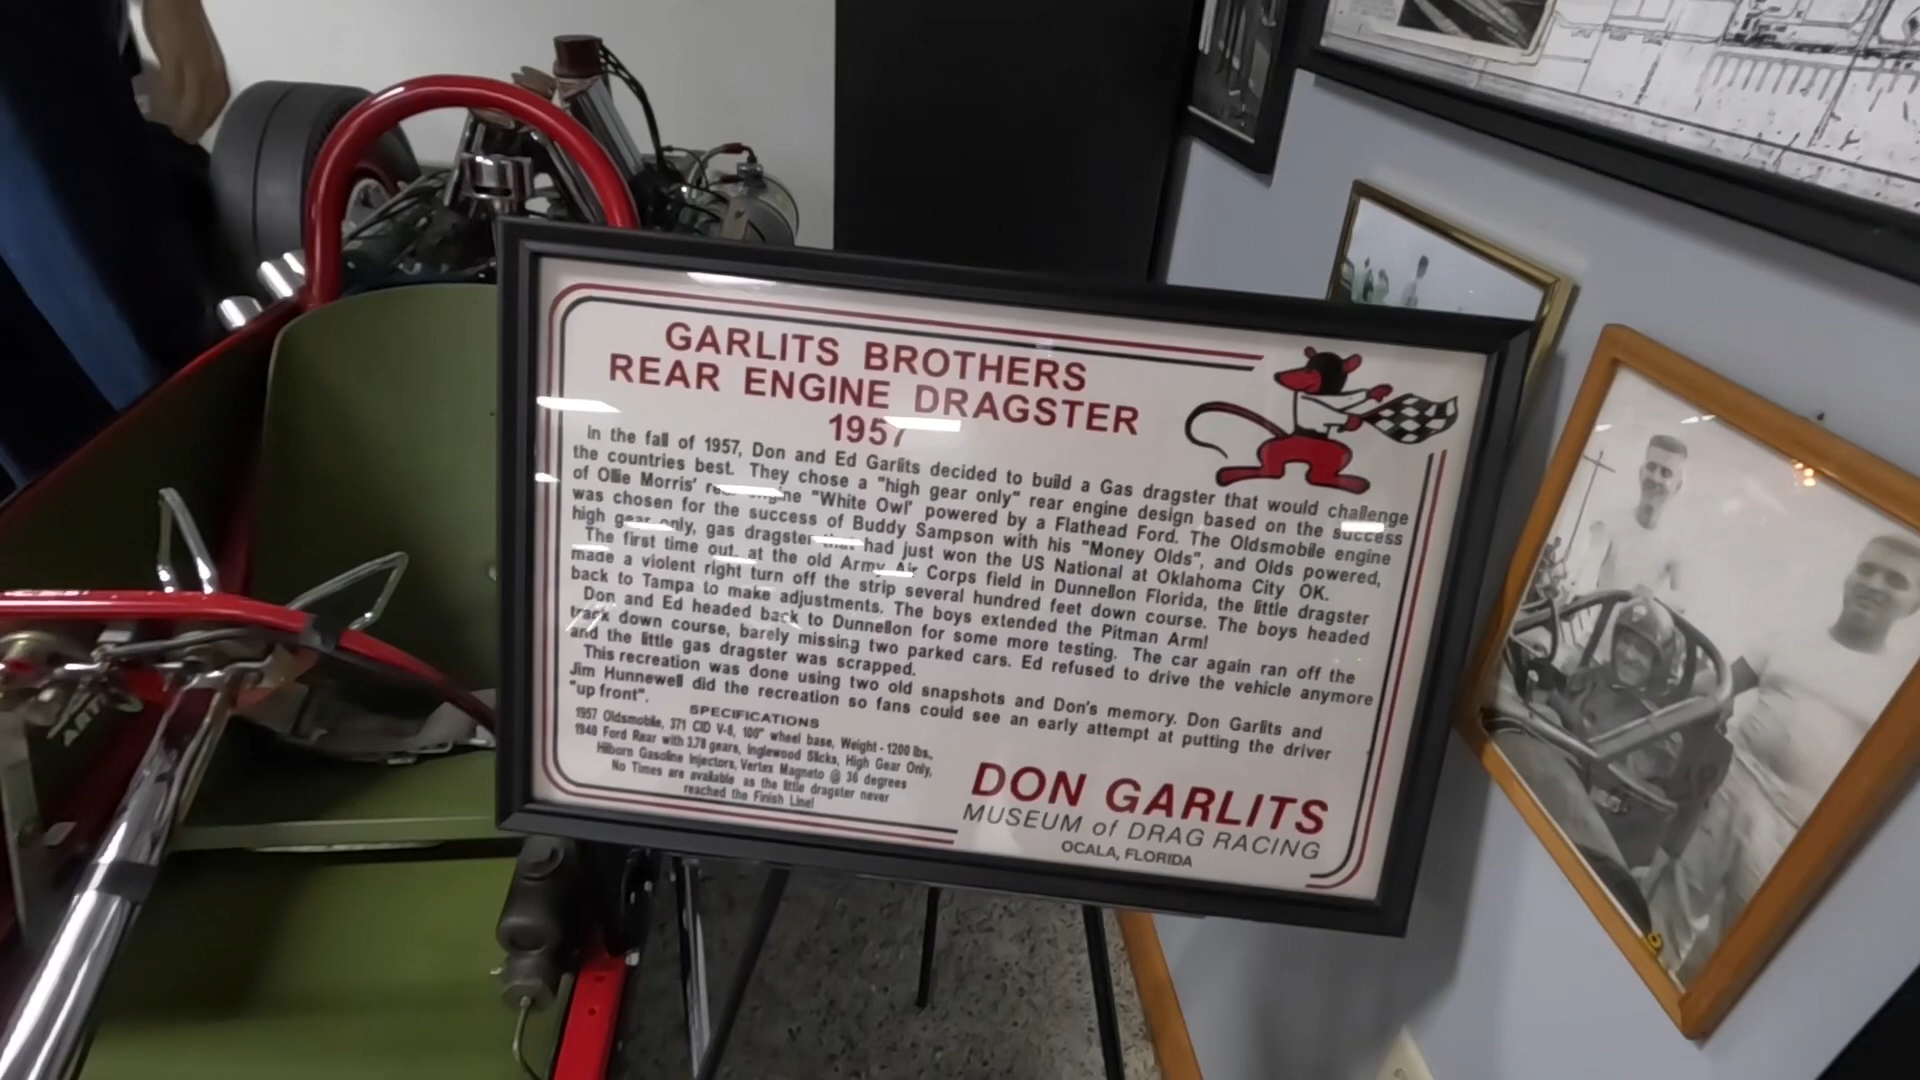 GARLITS BROTHERS
REAR ENGINE DRAGSTER
1957
In the fall of 1957, Don and Ed Garlits decided to build a Gas dragster that would challenge
the countries best. They chose a "high gear only" rear engine design based on the success
of Ollie Morris' rear engine "White Owl' powered by a Flathead Ford. The Oldsmobile engine
was chosen for the success of Buddy Sampson with his "Money Olds", and Olds powered,
high gear only, gas dragster that had just won the US National at Oklahoma City OK.
The first time out, at the old Army Air Corps field in Dunnellon Florida, the little dragster
made a violent right turn off the strip several hundred feet down course. The boys headed
back to Tampa to make adjustments. The boys extended the Pitman Arm!
Don and Ed headed back to Dunnellon for some more testing. The car again ran off the
track down course, barely missing two parked cars. Ed refused to drive the vehicle anymore
and the little gas dragster was scrapped.
This recreation was done using two old snapshots and Don's memory. Don Garlits and
Jim Hunnewell did the recreation so fans could see an early attempt at putting the driver
"up front".
SPECIFICATIONS
1957 Oldsmobile, 371 CID V-8, 100" wheel base, Weight - 1200 lbs.,
1940 Ford Rear with 3.78 gears, Inglewood Slicks, High Gear Only,
Hilborn Gasoline Injectors, Vertex Magneto @ 36 degrees
No Times are available as the little dragster never
reached the Finish Line!
DON GARLITS
MUSEUM of DRAG RACING
OCALA, FLORIDA